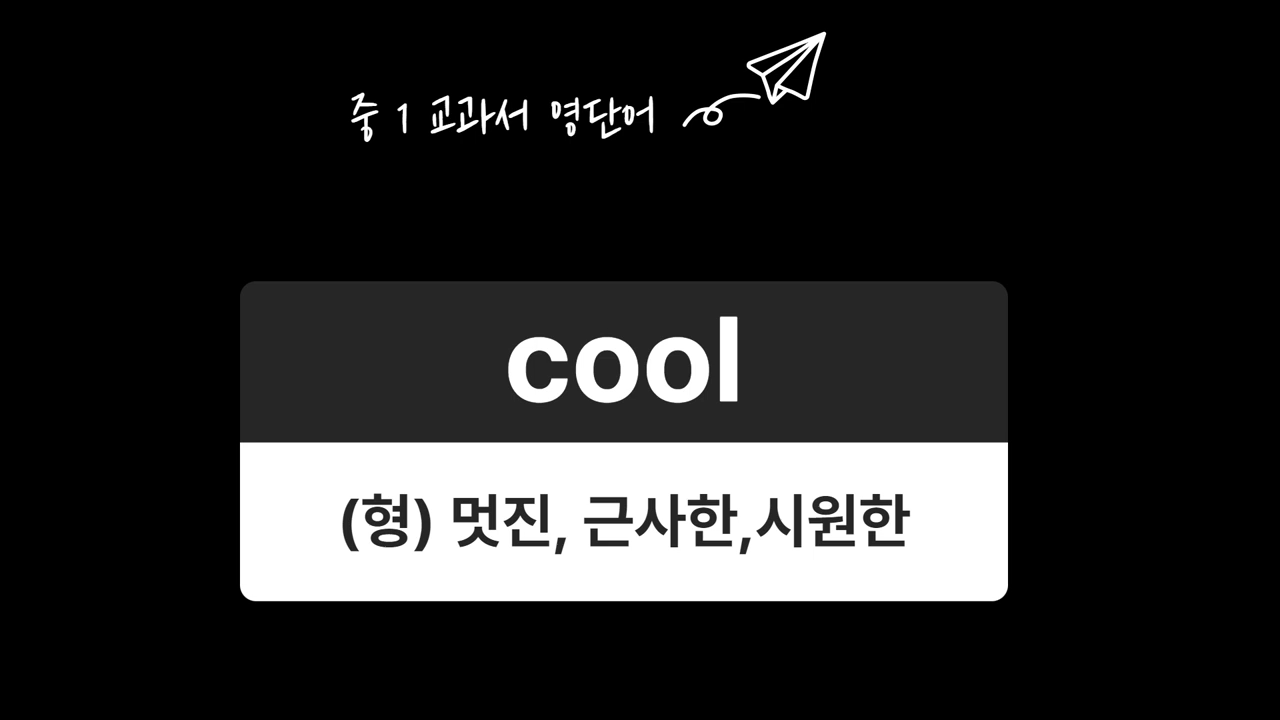 중 1 교과서 영단어
cool
(형) 멋진, 근사한,시원한